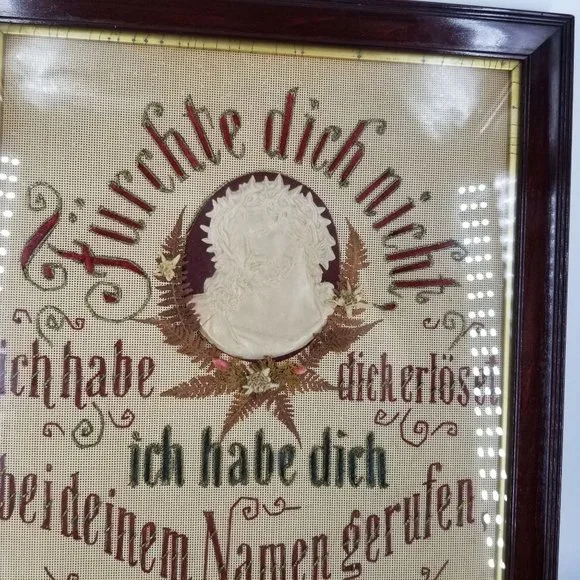 Fürchte dich nicht,
ich habe dich erlöset
ich habe dich
bei deinem Namen gerufen